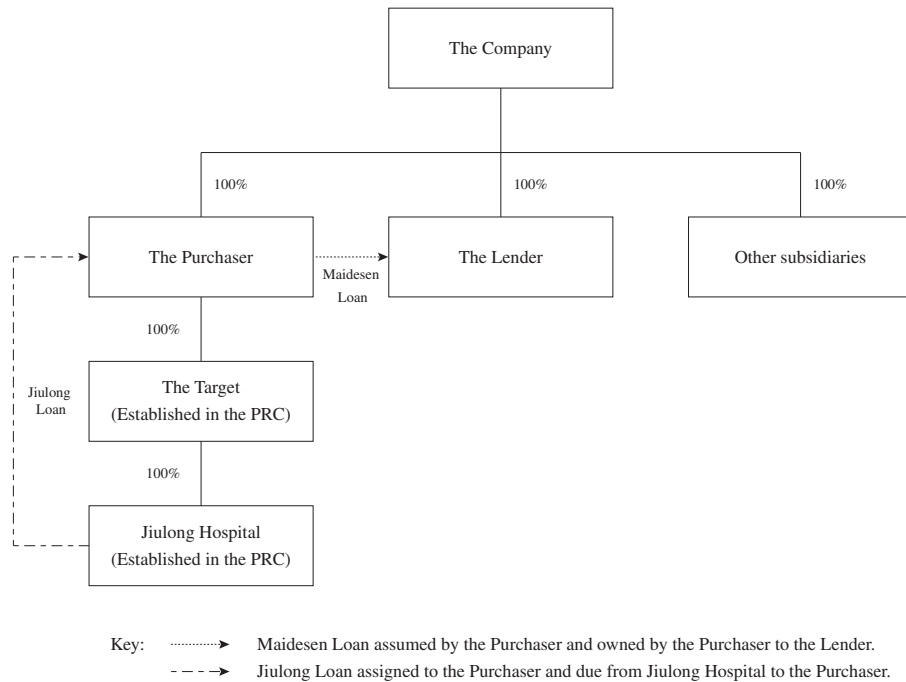 The Company
100%
100%
100%
The Purchaser
Maidesen
Loan
The Lender
Other subsidiaries
100%
Jiulong
Loan
The Target
(Established in the PRC)
100%
Jiulong Hospital
(Established in the PRC)
Key: Maidesen Loan assumed by the Purchaser and owned by the Purchaser to the Lender.
Jiulong Loan assigned to the Purchaser and due from Jiulong Hospital to the Purchaser.